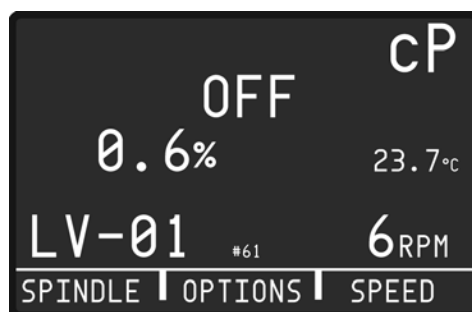 cP
OFF
0.6% 23.7°C
LV-01 #61 6RPM
SPINDLE OPTIONS SPEED